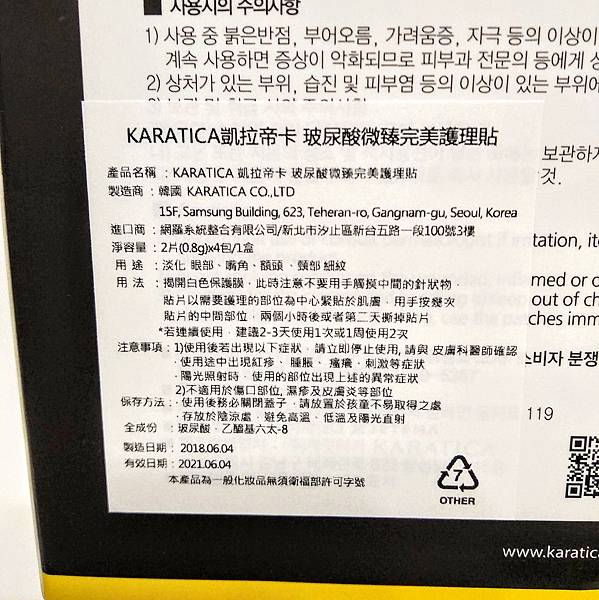 ■ 사용시의 주의사항
1) 사용 중 붉은반점, 부어오름, 가려움증, 자극 등의 이상이
계속 사용하면 증상이 악화되므로 피부과 전문의 등에게 상
2) 상처가 있는 부위, 습진 및 피부염 등의 이상이 있는 부위에
KARATICA凱拉帝卡 玻尿酸微臻完美護理貼
產品名稱：KARATICA 凱拉帝卡 玻尿酸微臻完美護理貼
製造商：韓國 KARATICA CO.,LTD
15F, Samsung Building, 623, Teheran-ro, Gangnam-gu, Seoul, Korea
進口商：網羅系統整合有限公司/新北市汐止區新台五路一段100號3樓
淨容量：2片(0.8g)x4包/1盒
用 途 ：淡化 眼部、嘴角、額頭 、頸部 細紋
用 法 ：揭開白色保護膜，此時注意不要用手觸摸中間的針狀物，
貼片以需要護理的部位為中心緊貼於肌膚，用手按幾次
貼片的中間部位，兩個小時後或者第二天撕掉貼片
*若連續使用，建議2-3天使用1次或1周使用2次
注意事項：1)使用後若出現以下症狀，請立即停止使用, 請與 皮膚科醫師確認
‧使用途中出現紅疹、 腫脹、 瘙癢，刺激等症狀
‧陽光照射時，使用的部位出現上述的異常症狀
2)不適用於傷口部位, 濕疹及皮膚炎等部位
保存方法：‧使用後務必關閉蓋子，請放置於孩童不易取得之處
‧存放於陰涼處，避免高溫、低溫及陽光直射
全成份 ：玻尿酸，乙醯基六太-8
製造日期：2018.06.04
有效日期：2021.06.04
本產品為一般化妝品無須衛福部許可字號
7
OTHER
보관하
것.
tation, it
med or o
out of ch
ches imm
소비자 분쟁
119
www.karatic